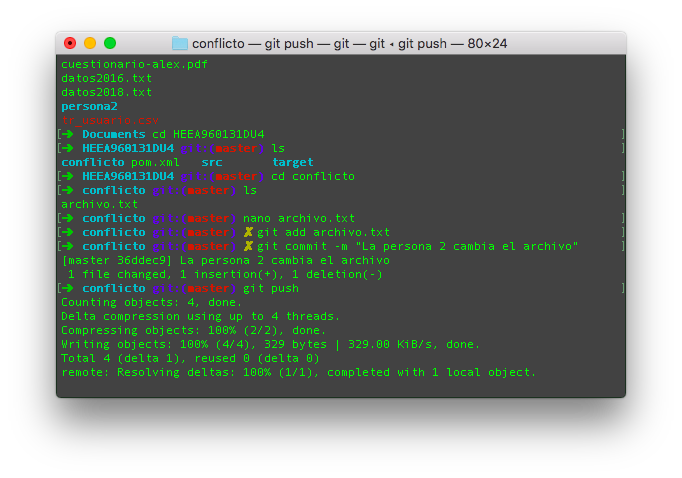 conflicto — git push — git — git ◂ git push — 80×24
cuestionario-alex.pdf
datos2016.txt
datos2018.txt
persona2
[➜ Documents cd HEEA960131DU4 ]
[➜ HEEA960131DU4 git:(master) ls ]
conflicto pom.xml src target
[➜ HEEA960131DU4 git:(master) cd conflicto ]
[➜ conflicto git:(master) ls ]
archivo.txt
[➜ conflicto git:(master) nano archivo.txt ]
[➜ conflicto git:(master) ✗ git add archivo.txt ]
[➜ conflicto git:(master) ✗ git commit -m "La persona 2 cambia el archivo" ]
[master 36ddec9] La persona 2 cambia el archivo
1 file changed, 1 insertion(+), 1 deletion(-)
[➜ conflicto git:(master) git push ]
Counting objects: 4, done.
Delta compression using up to 4 threads.
Compressing objects: 100% (2/2), done.
Writing objects: 100% (4/4), 329 bytes | 329.00 KiB/s, done.
Total 4 (delta 1), reused 0 (delta 0)
remote: Resolving deltas: 100% (1/1), completed with 1 local object.